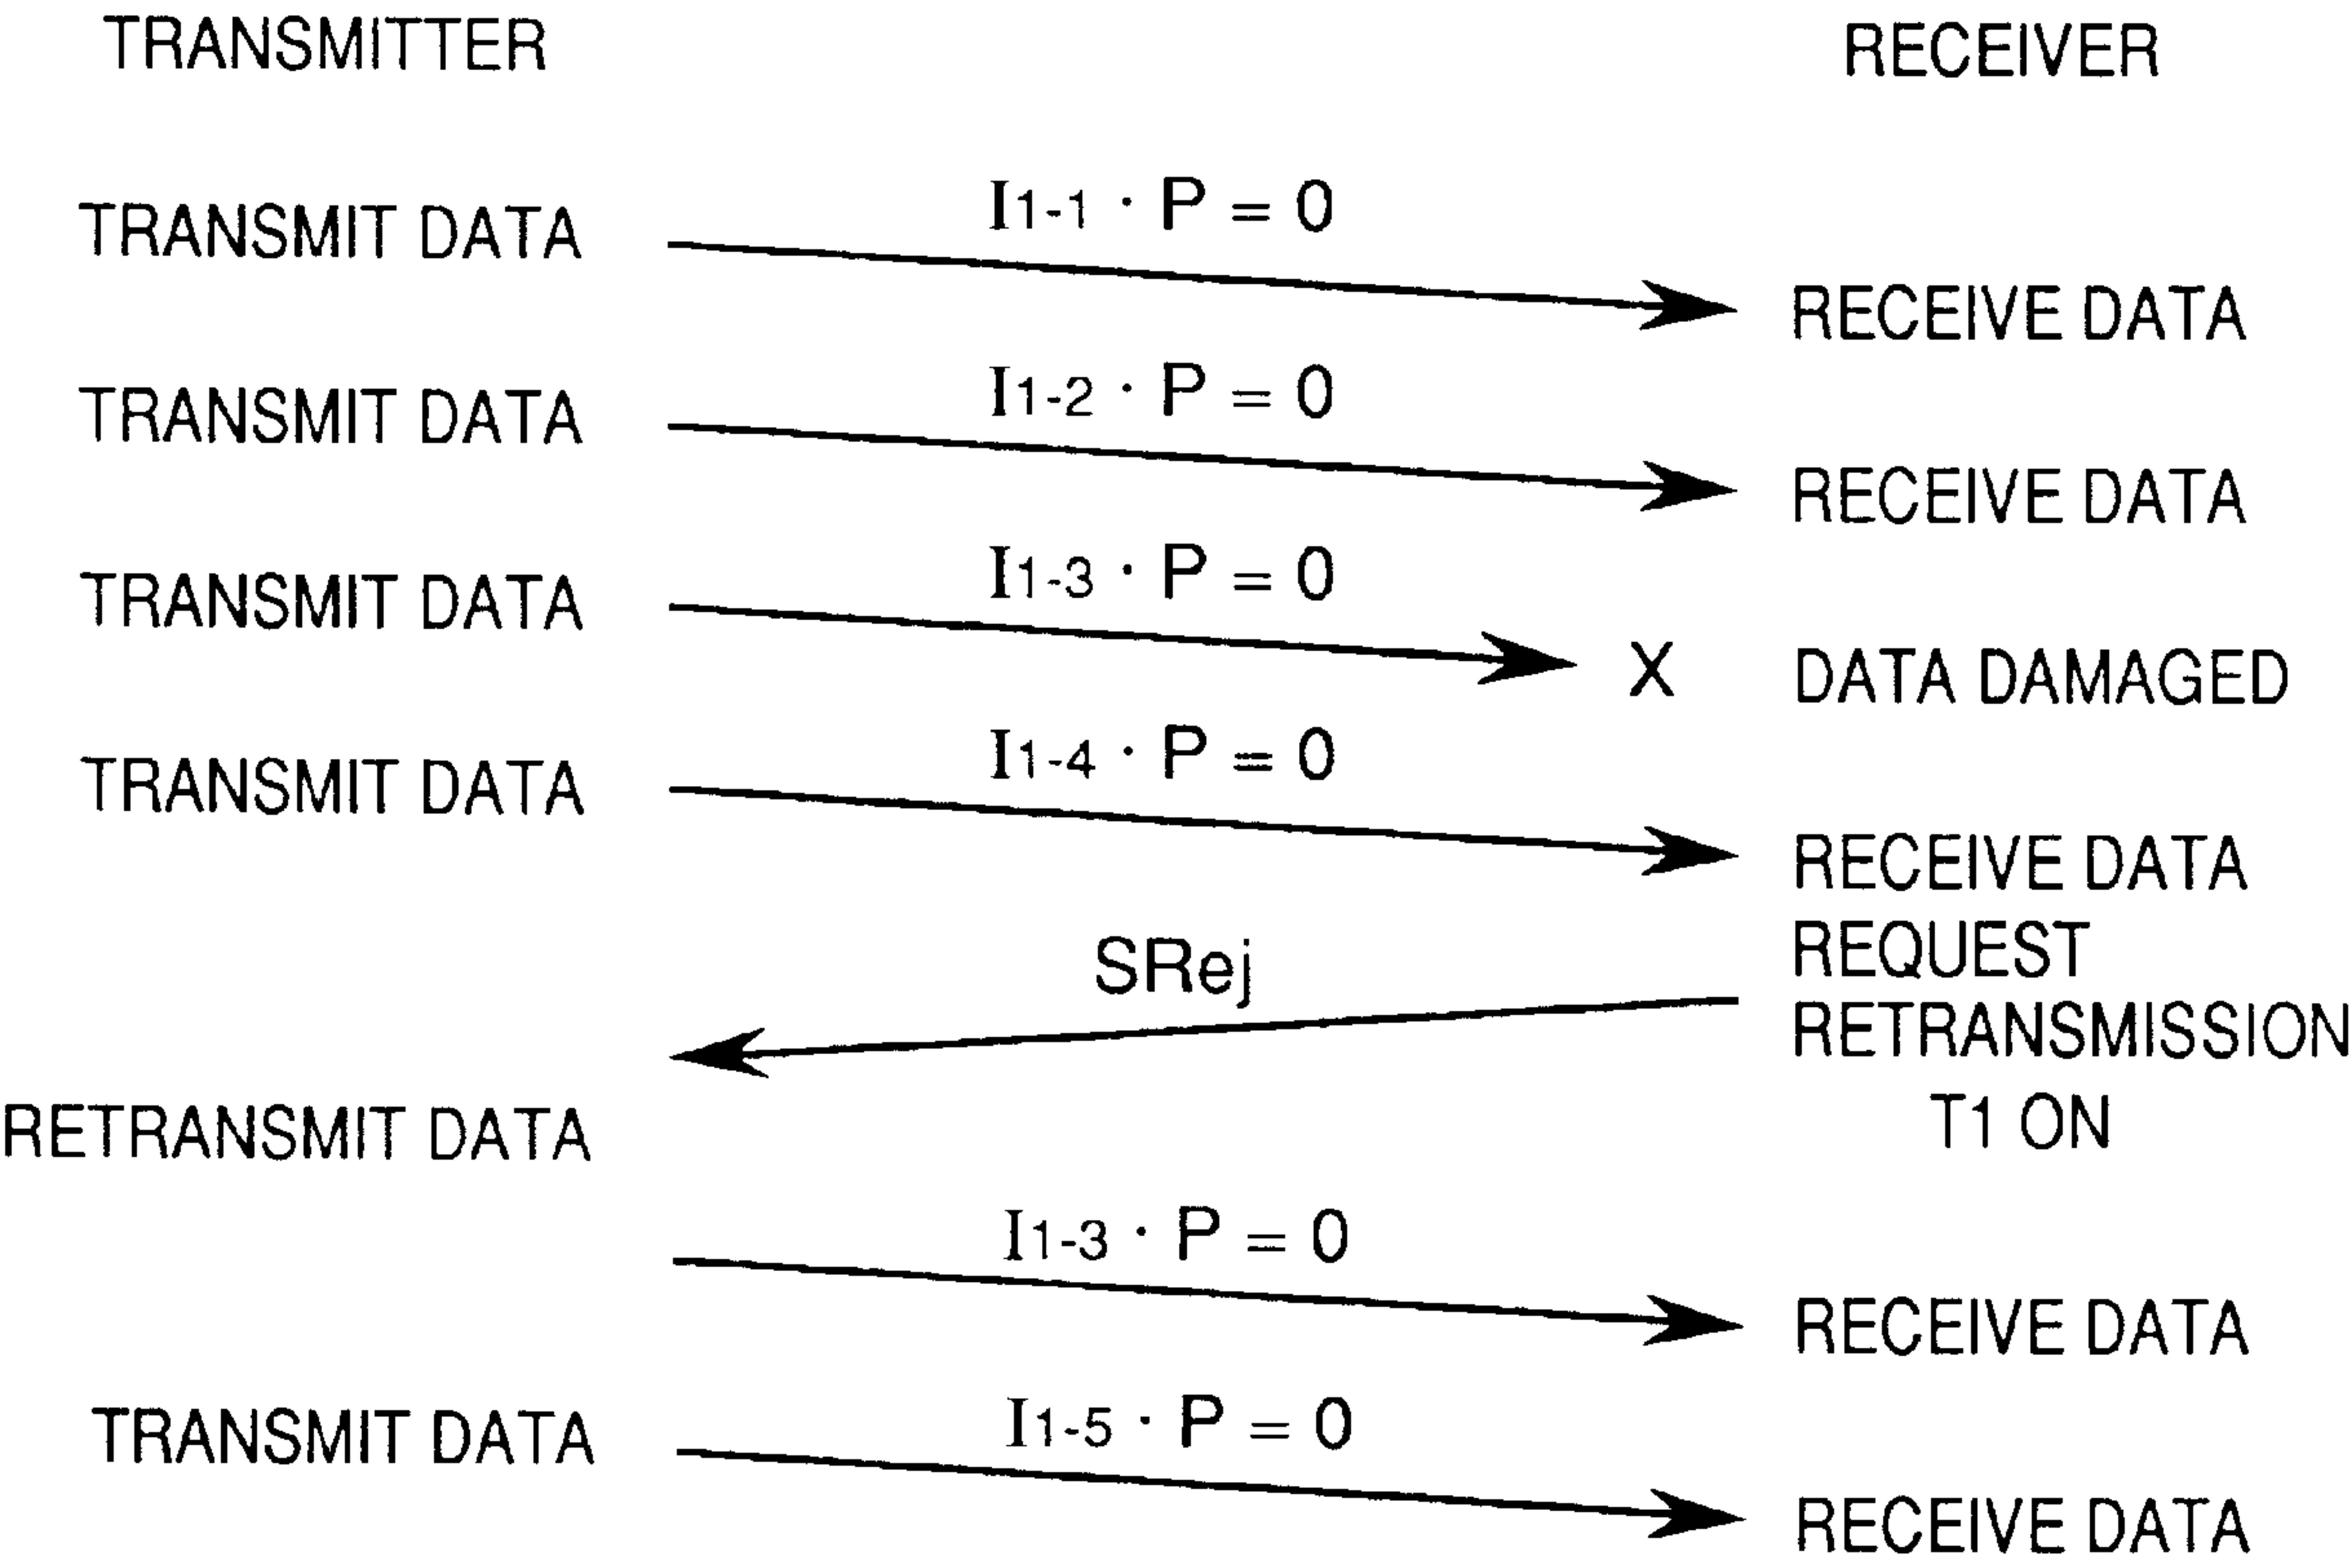 TRANSMITTER
RECEIVER
I1-1 · P = 0
TRANSMIT DATA
RECEIVE DATA
I1-2 · P = 0
TRANSMIT DATA
RECEIVE DATA
I1-3 · P = 0
TRANSMIT DATA
X
DATA DAMAGED
I1-4 · P = 0
TRANSMIT DATA
RECEIVE DATA
SRej
REQUEST
RETRANSMISSION
T1 ON
RETRANSMIT DATA
I1-3 · P = 0
RECEIVE DATA
I1-5 · P = 0
TRANSMIT DATA
RECEIVE DATA